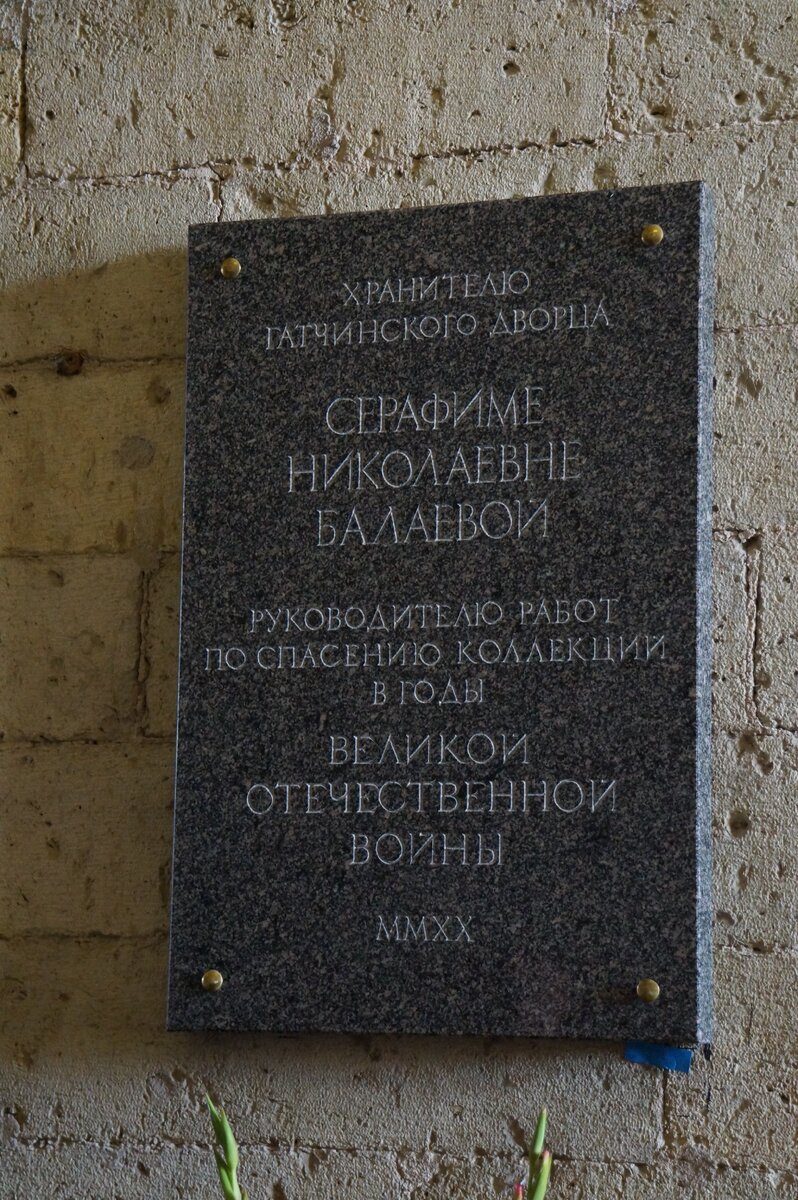 ХРАНИТЕЛЮ
ГАТЧИНСКОГО ДВОРЦА
СЕРАФИМЕ
НИКОЛАЕВНЕ
БАЛАЕВОЙ
РУКОВОДИТЕЛЮ РАБОТ
ПО СПАСЕНИЮ КОЛЛЕКЦИЙ
В ГОДЫ
ВЕЛИКОЙ
ОТЕЧЕСТВЕННОЙ
ВОЙНЫ
MMXX